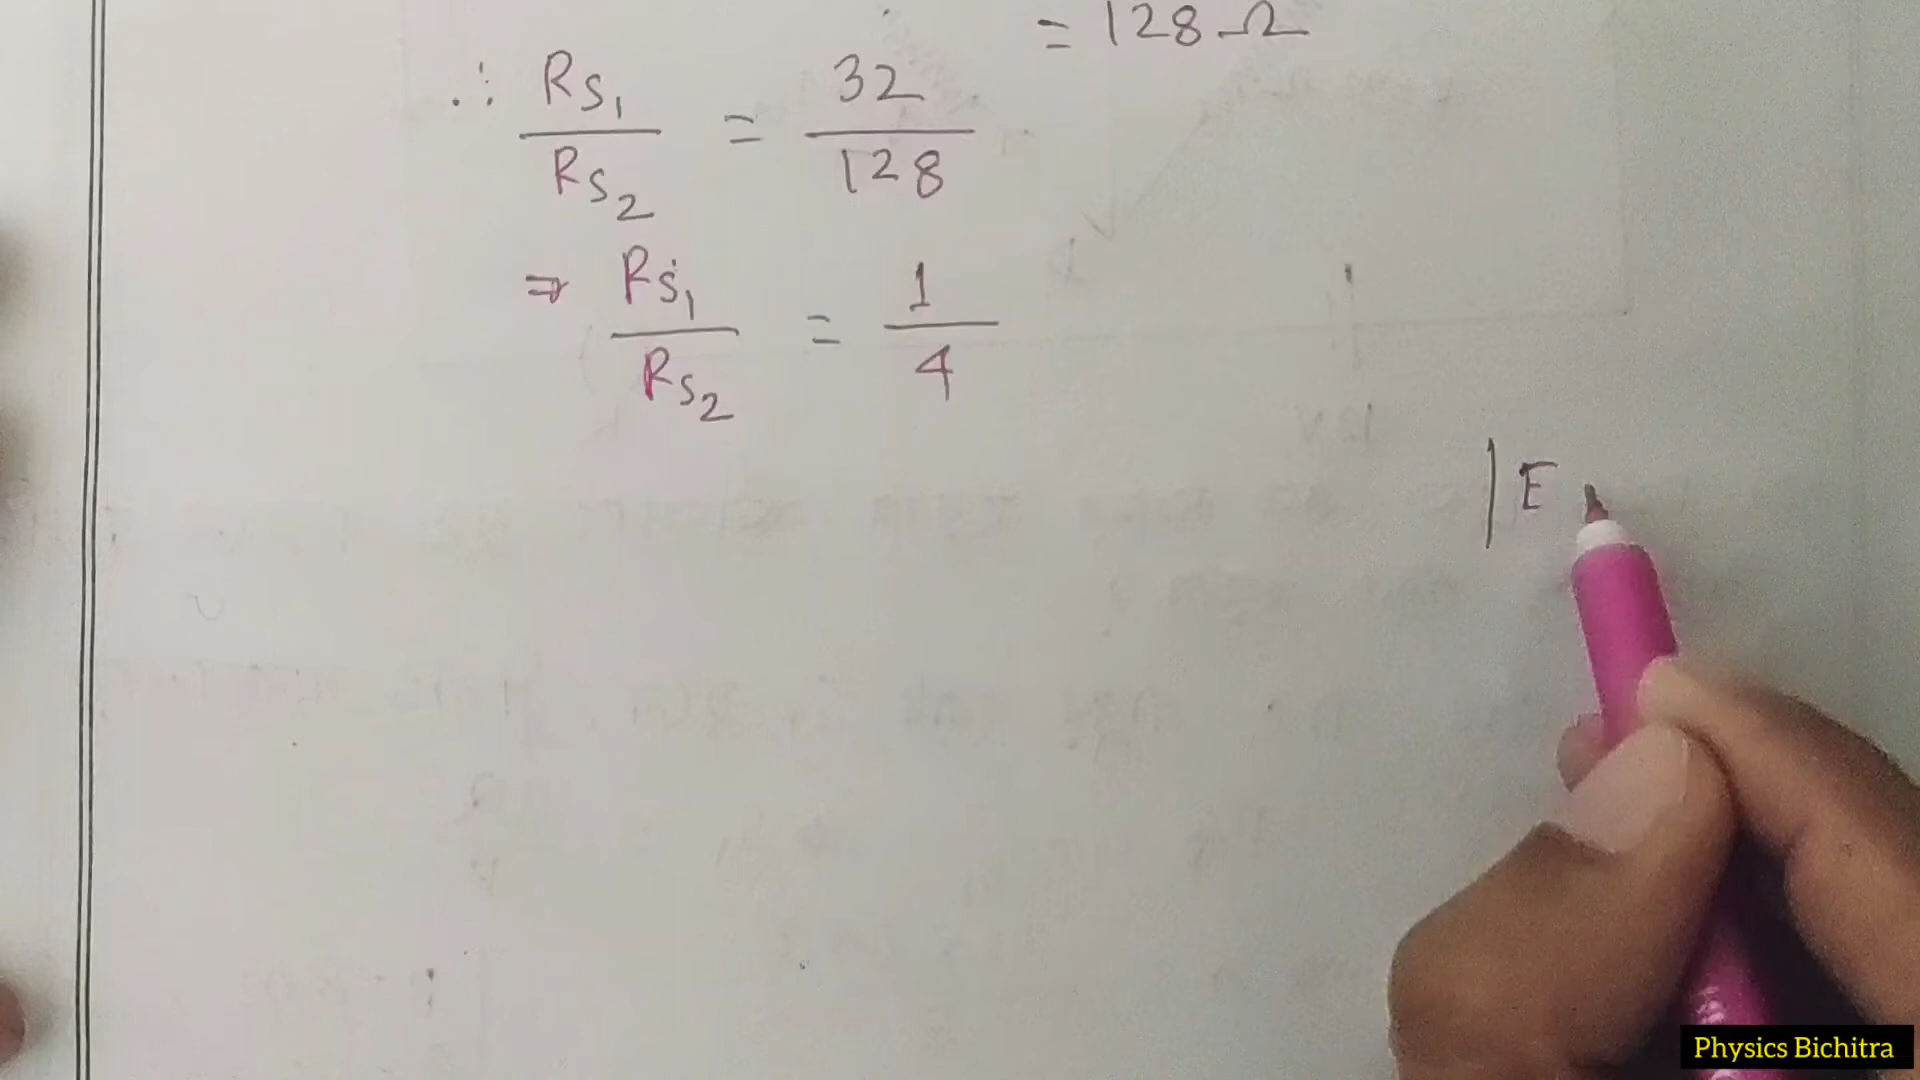 = 128 Ω
∴ RS₁ / RS₂ = 32 / 128
⇒ RS₁ / RS₂ = 1 / 4
| E
Physics Bichitra